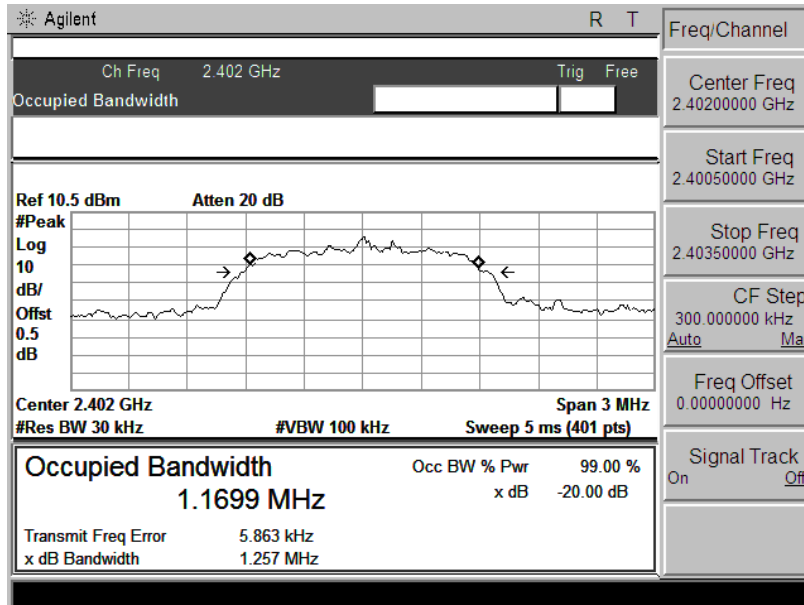 Agilent R T
Freq/Channel
Ch Freq 2.402 GHz Trig Free
Occupied Bandwidth
Center Freq
2.40200000 GHz
Start Freq
2.40050000 GHz
Stop Freq
2.40350000 GHz
CF Step
300.000000 kHz
Auto Ma
Freq Offset
0.00000000 Hz
Signal Track
On Off
Ref 10.5 dBm Atten 20 dB
#Peak
Log
10
dB/
Offst
0.5
dB
Center 2.402 GHz Span 3 MHz
#Res BW 30 kHz #VBW 100 kHz Sweep 5 ms (401 pts)
Occupied Bandwidth
1.1699 MHz
Occ BW % Pwr 99.00 %
x dB -20.00 dB
Transmit Freq Error 5.863 kHz
x dB Bandwidth 1.257 MHz